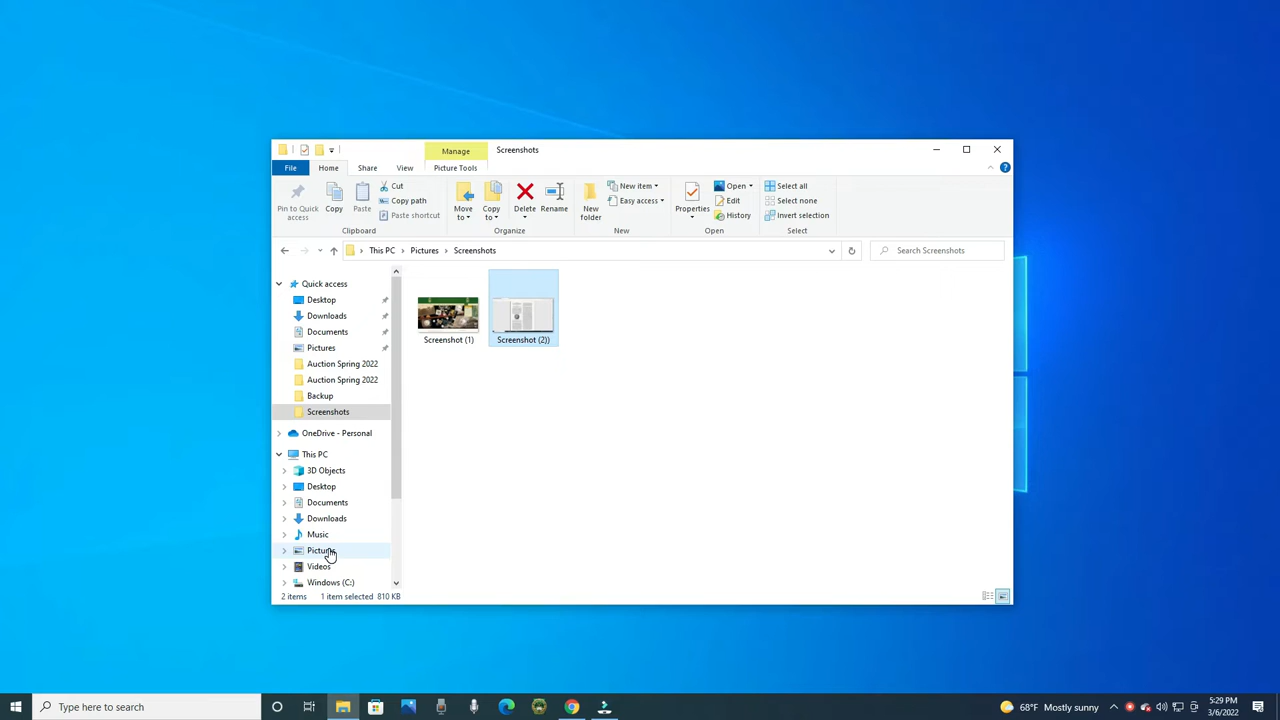 Manage
Screenshots
File
Home
Share
View
Picture Tools
Pin to Quick access
Copy
Paste
Cut
Copy path
Paste shortcut
Clipboard
Move to
Copy to
Delete
Rename
Organize
New folder
New item
Easy access
New
Properties
Open
Edit
History
Open
Select all
Select none
Invert selection
Select
This PC > Pictures > Screenshots
Search Screenshots
Quick access
Desktop
Downloads
Documents
Pictures
Auction Spring 2022
Auction Spring 2022
Backup
Screenshots
OneDrive - Personal
This PC
3D Objects
Desktop
Documents
Downloads
Music
Pictures
Videos
Windows (C:)
Screenshot (1)
Screenshot (2))
2 items 1 item selected 810 KB
Type here to search
68°F Mostly sunny
5:29 PM
3/6/2022